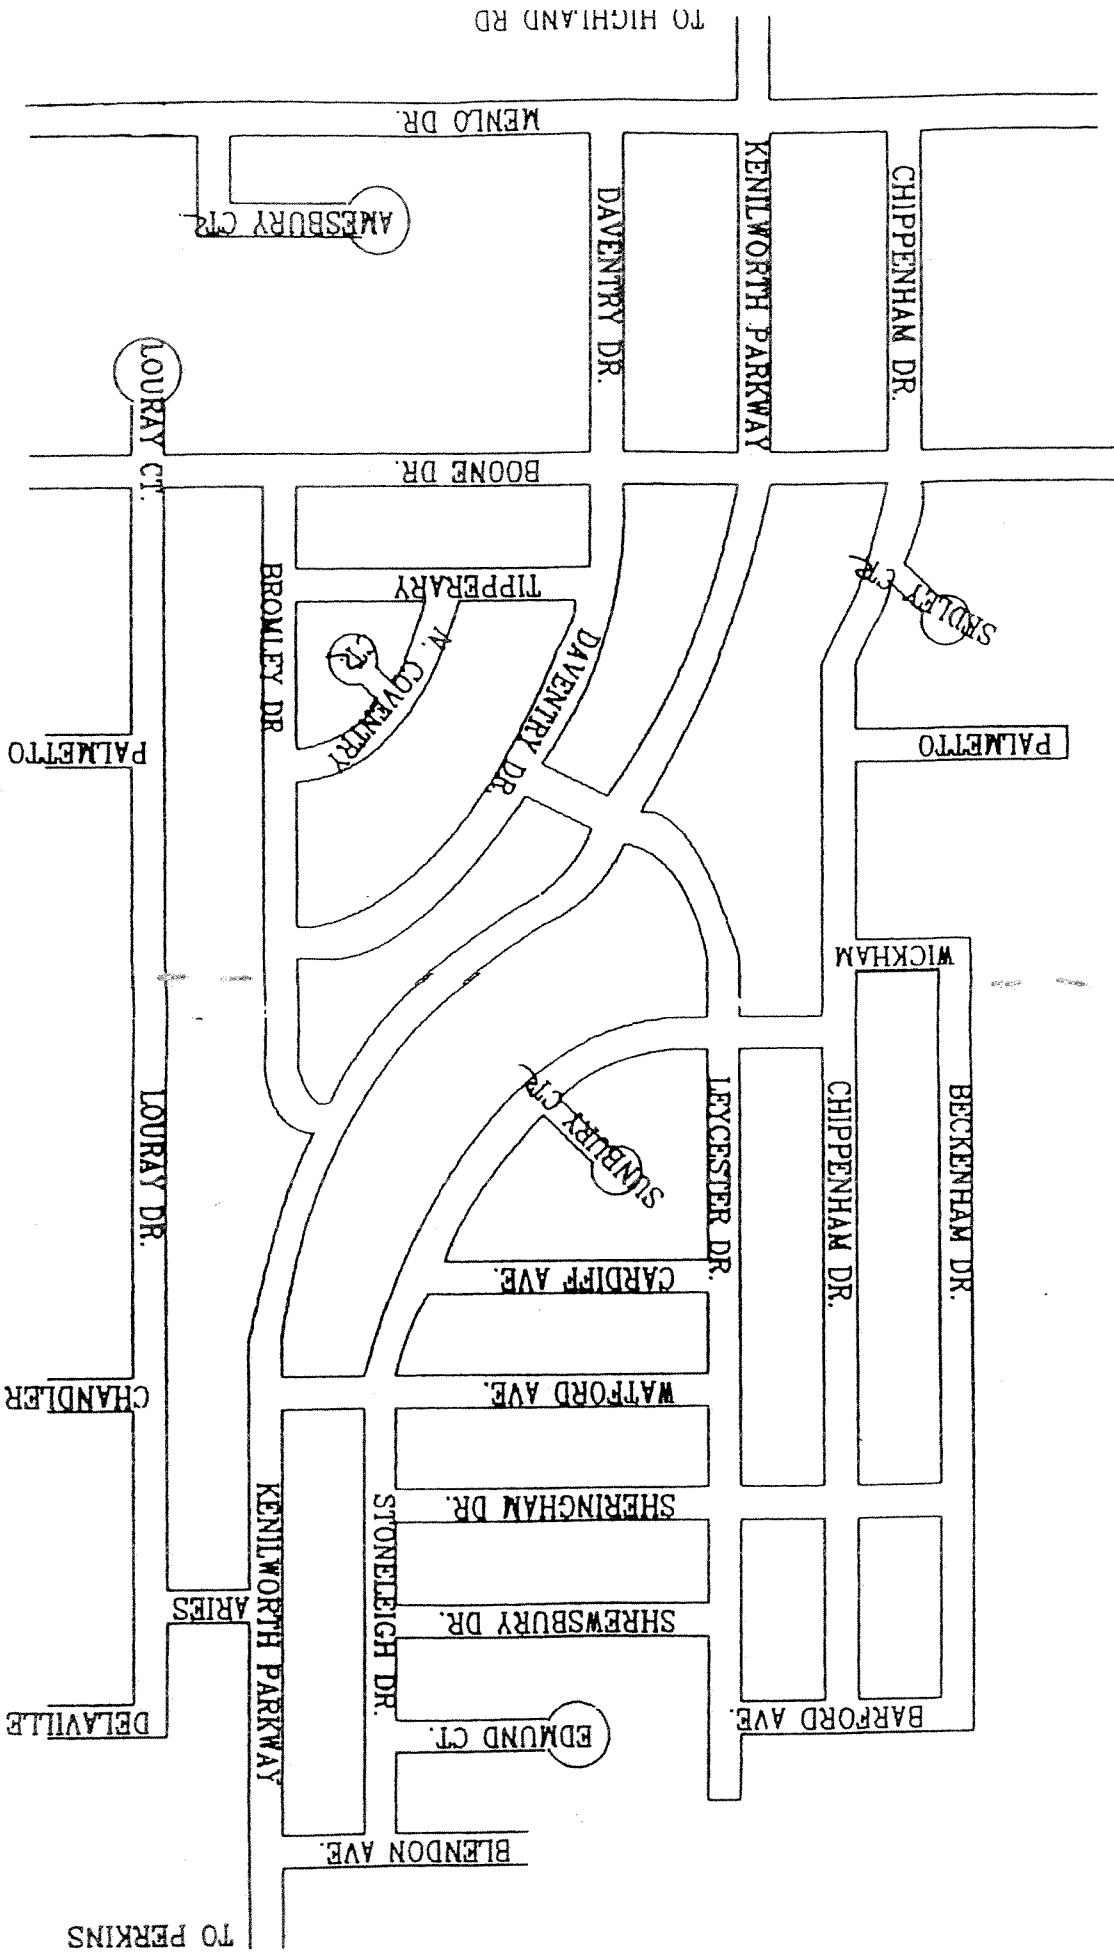 TO HIGHLAND RD
MENLO DR.
AMESBURY CT.
DAVENTRY DR.
KENILWORTH PARKWAY
CHIPPENHAM DR.
LOURAY CT.
BOONE DR.
BROMLEY DR
TIPPERARY
N. COVENTRY
CT.
DAVENTRY DR.
SEDLEY CT.
PALMETTO
PALMETTO
WICKHAM
LOURAY DR.
SUNBURY CT.
LEYCESTER DR.
CHIPPENHAM DR.
BECKENHAM DR.
CARDIFF AVE.
CHANDLER
WATFORD AVE.
KENILWORTH PARKWAY
STONELEIGH DR.
SHERINGHAM DR.
ARIES
SHREWSBURY DR.
DELAVILLE
EDMUND CT.
BARFORD AVE.
BLENDON AVE.
TO PERKINS